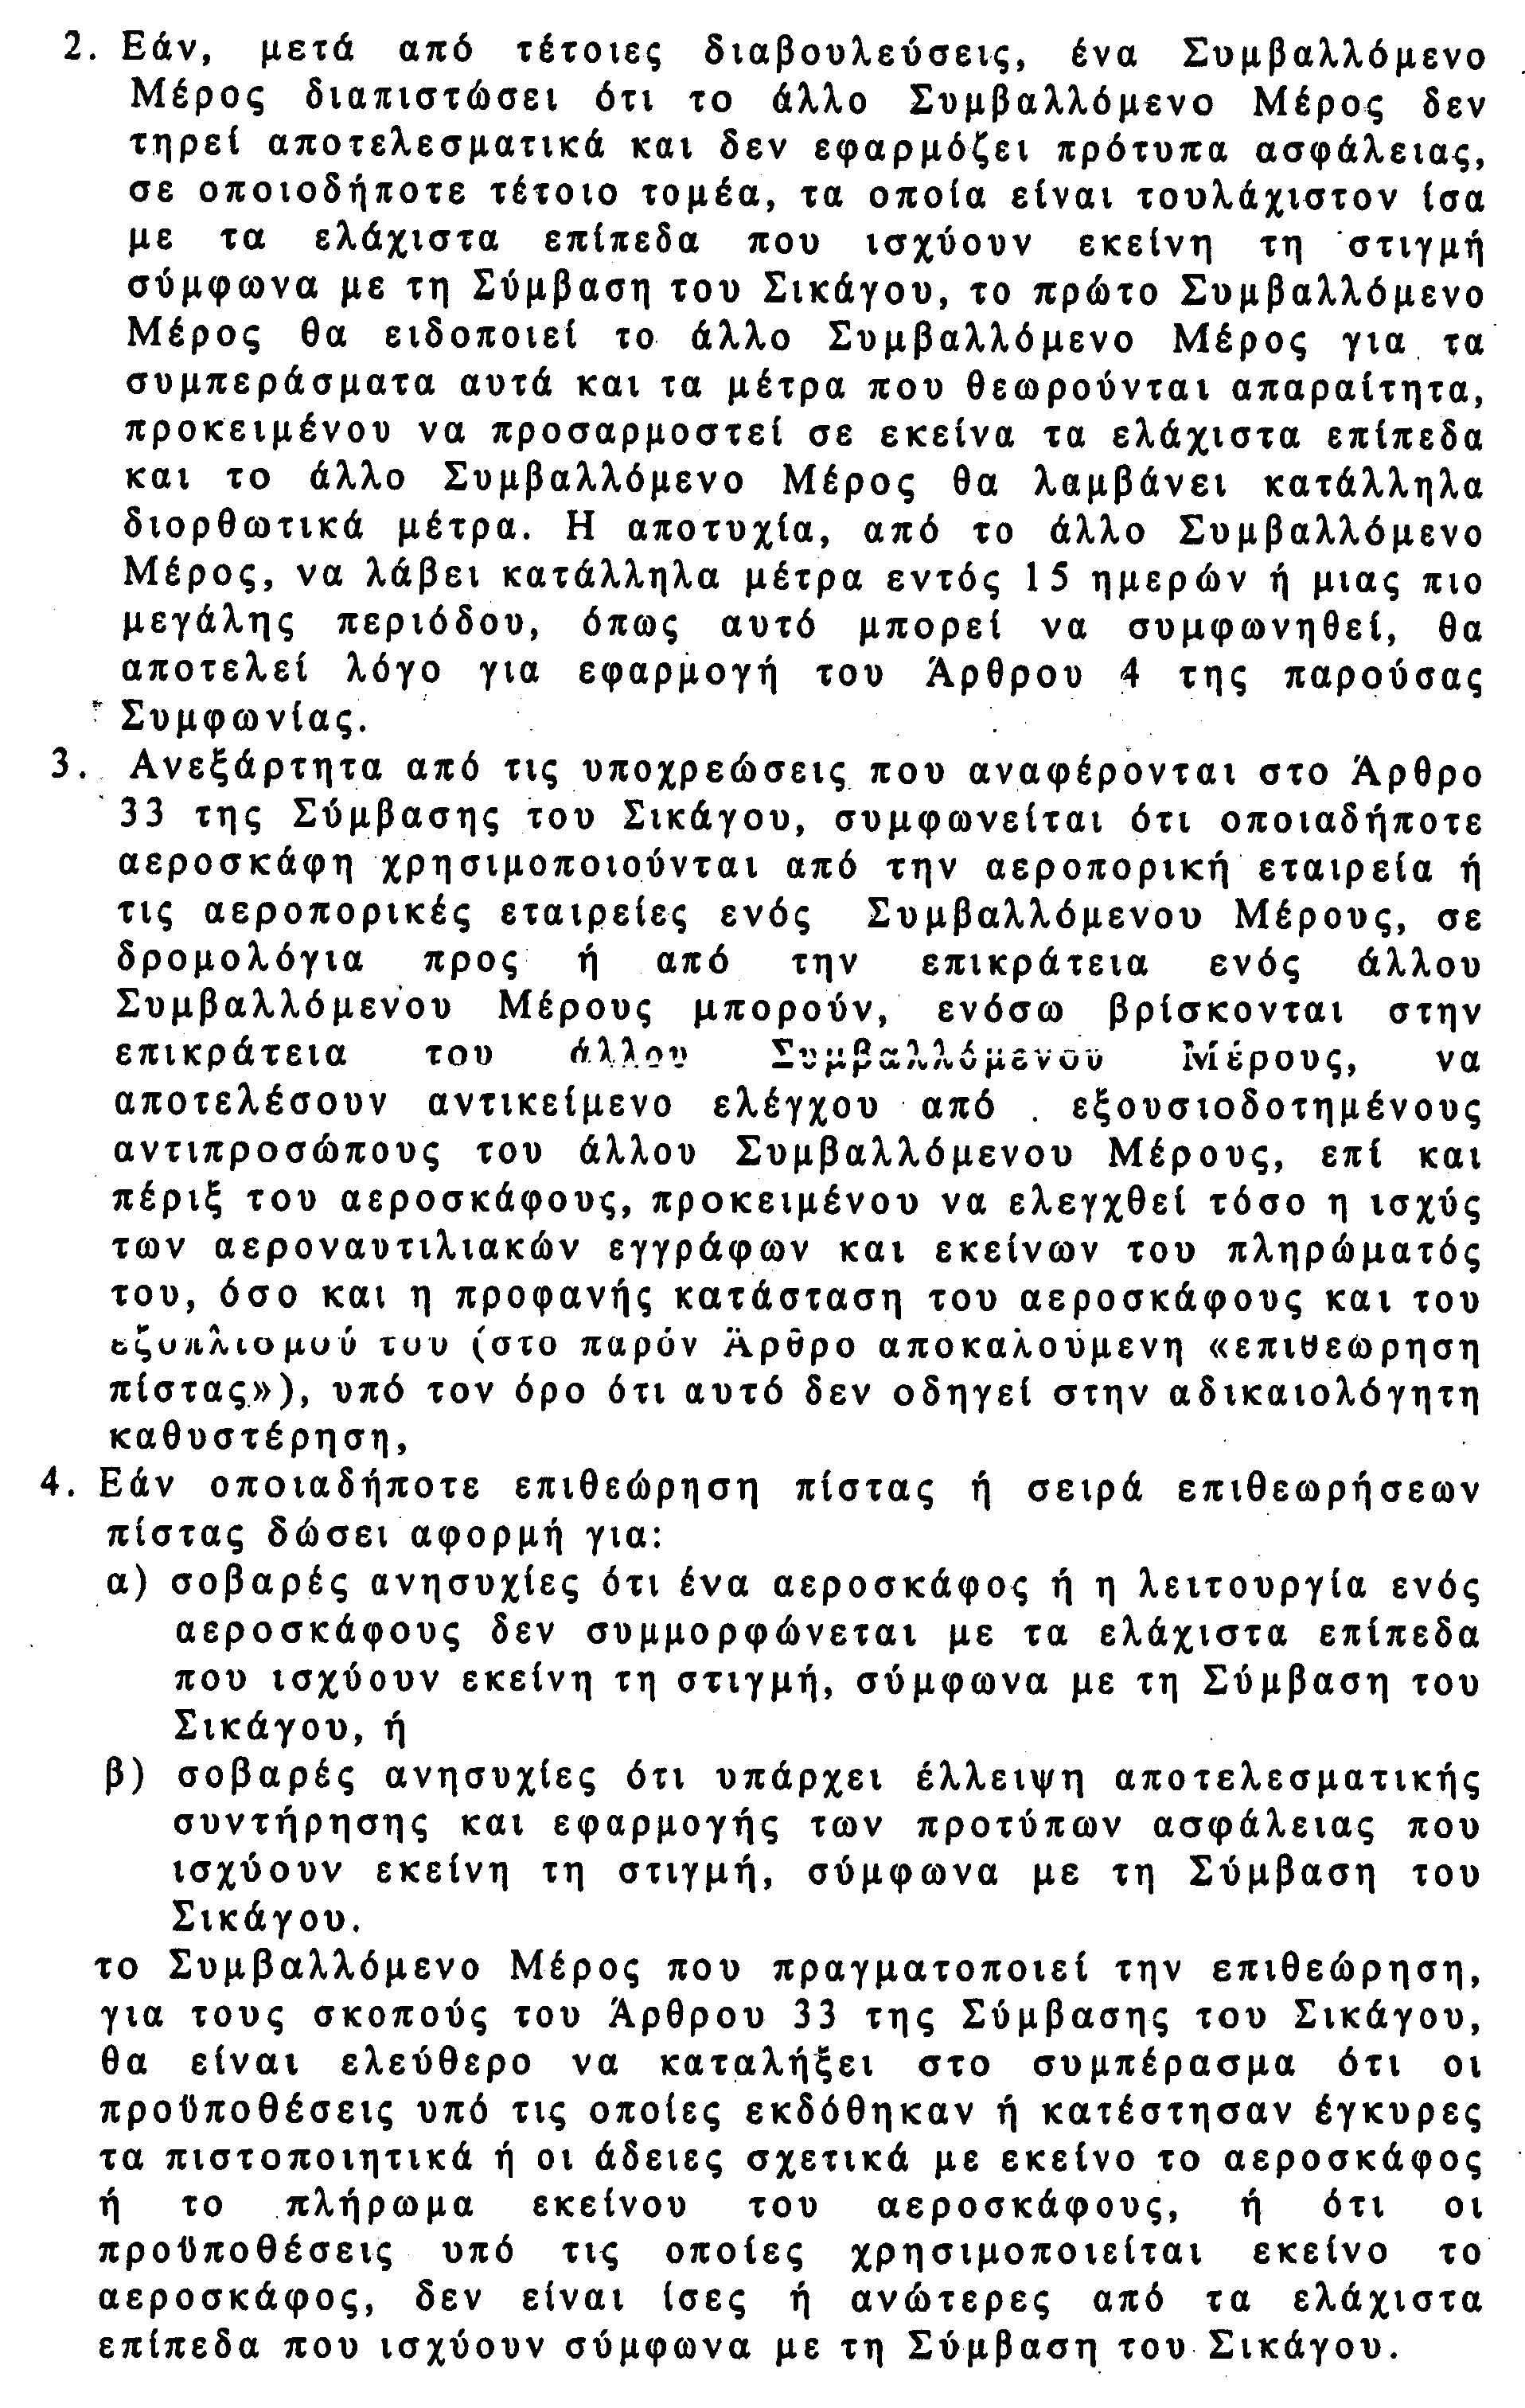 2. Εάν, μετά από τέτοιες διαβουλεύσεις, ένα Συμβαλλόμενο
Μέρος διαπιστώσει ότι το άλλο Συμβαλλόμενο Μέρος δεν
τηρεί αποτελεσματικά και δεν εφαρμόζει πρότυπα ασφάλειας,
σε οποιοδήποτε τέτοιο τομέα, τα οποία είναι τουλάχιστον ίσα
με τα ελάχιστα επίπεδα που ισχύουν εκείνη τη στιγμή
σύμφωνα με τη Σύμβαση του Σικάγου, το πρώτο Συμβαλλόμενο
Μέρος θα ειδοποιεί το άλλο Συμβαλλόμενο Μέρος για τα
συμπεράσματα αυτά και τα μέτρα που θεωρούνται απαραίτητα,
προκειμένου να προσαρμοστεί σε εκείνα τα ελάχιστα επίπεδα
και το άλλο Συμβαλλόμενο Μέρος θα λαμβάνει κατάλληλα
διορθωτικά μέτρα. Η αποτυχία, από το άλλο Συμβαλλόμενο
Μέρος, να λάβει κατάλληλα μέτρα εντός 15 ημερών ή μιας πιο
μεγάλης περιόδου, όπως αυτό μπορεί να συμφωνηθεί, θα
αποτελεί λόγο για εφαρμογή του Άρθρου 4 της παρούσας
Συμφωνίας.
3. Ανεξάρτητα από τις υποχρεώσεις που αναφέρονται στο Άρθρο
33 της Σύμβασης του Σικάγου, συμφωνείται ότι οποιαδήποτε
αεροσκάφη χρησιμοποιούνται από την αεροπορική εταιρεία ή
τις αεροπορικές εταιρείες ενός Συμβαλλόμενου Μέρους, σε
δρομολόγια προς ή από την επικράτεια ενός άλλου
Συμβαλλόμενου Μέρους μπορούν, ενόσω βρίσκονται στην
επικράτεια του άλλου Συμβαλλόμενου Μέρους, να
αποτελέσουν αντικείμενο ελέγχου από εξουσιοδοτημένους
αντιπροσώπους του άλλου Συμβαλλόμενου Μέρους, επί και
πέριξ του αεροσκάφους, προκειμένου να ελεγχθεί τόσο η ισχύς
των αεροναυτιλιακών εγγράφων και εκείνων του πληρώματός
του, όσο και η προφανής κατάσταση του αεροσκάφους και του
εξοπλισμού του (στο παρόν Άρθρο αποκαλούμενη «επιθεώρηση
πίστας»), υπό τον όρο ότι αυτό δεν οδηγεί στην αδικαιολόγητη
καθυστέρηση,
4. Εάν οποιαδήποτε επιθεώρηση πίστας ή σειρά επιθεωρήσεων
πίστας δώσει αφορμή για:
α) σοβαρές ανησυχίες ότι ένα αεροσκάφος ή η λειτουργία ενός
αεροσκάφους δεν συμμορφώνεται με τα ελάχιστα επίπεδα
που ισχύουν εκείνη τη στιγμή, σύμφωνα με τη Σύμβαση του
Σικάγου, ή
β) σοβαρές ανησυχίες ότι υπάρχει έλλειψη αποτελεσματικής
συντήρησης και εφαρμογής των προτύπων ασφάλειας που
ισχύουν εκείνη τη στιγμή, σύμφωνα με τη Σύμβαση του
Σικάγου.
το Συμβαλλόμενο Μέρος που πραγματοποιεί την επιθεώρηση,
για τους σκοπούς του Άρθρου 33 της Σύμβασης του Σικάγου,
θα είναι ελεύθερο να καταλήξει στο συμπέρασμα ότι οι
προϋποθέσεις υπό τις οποίες εκδόθηκαν ή κατέστησαν έγκυρες
τα πιστοποιητικά ή οι άδειες σχετικά με εκείνο το αεροσκάφος
ή το πλήρωμα εκείνου του αεροσκάφους, ή ότι οι
προϋποθέσεις υπό τις οποίες χρησιμοποιείται εκείνο το
αεροσκάφος, δεν είναι ίσες ή ανώτερες από τα ελάχιστα
επίπεδα που ισχύουν σύμφωνα με τη Σύμβαση του Σικάγου.